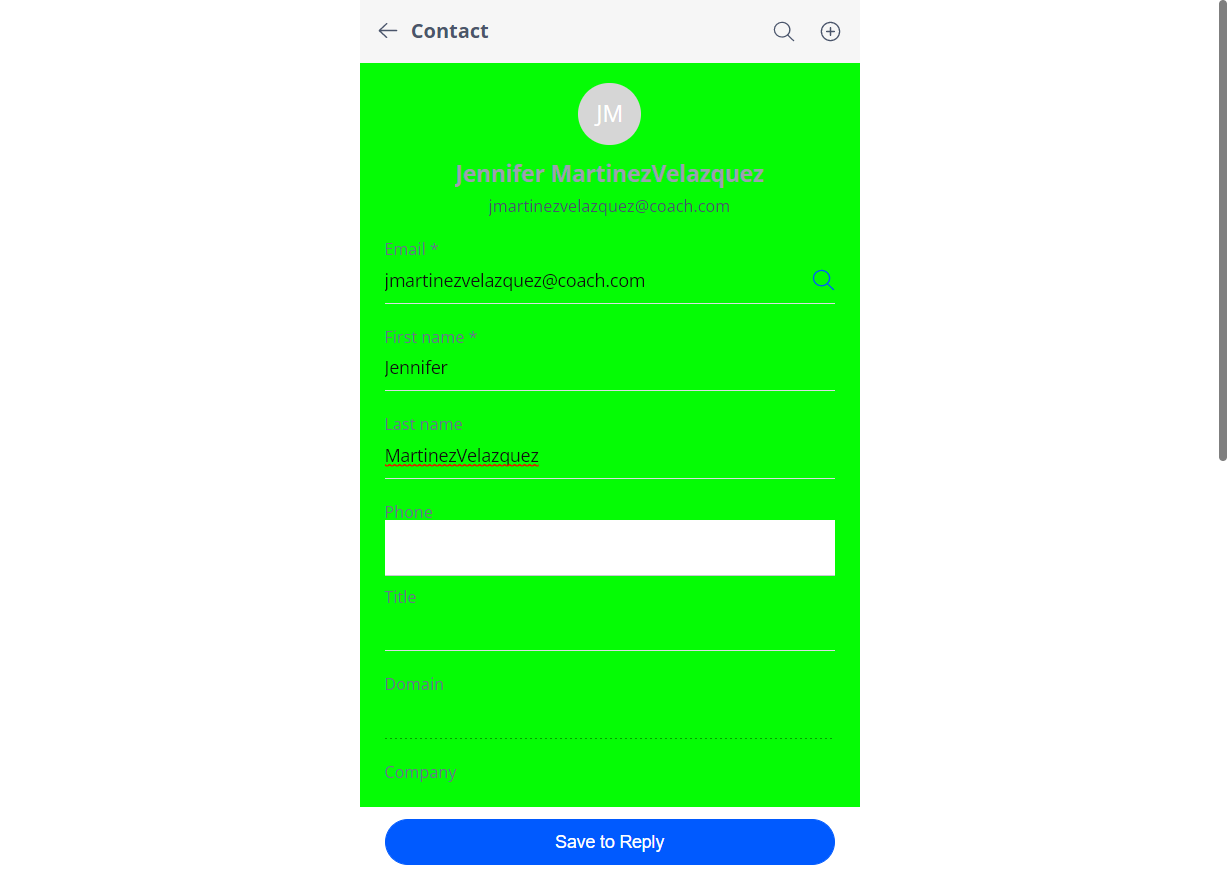 Contact
JM
Jennifer MartinezVelazquez
jmartinezvelazquez@coach.com
Email *
jmartinezvelazquez@coach.com
First name *
Jennifer
Last name
MartinezVelazquez
Phone
Title
Domain
Company
Save to Reply